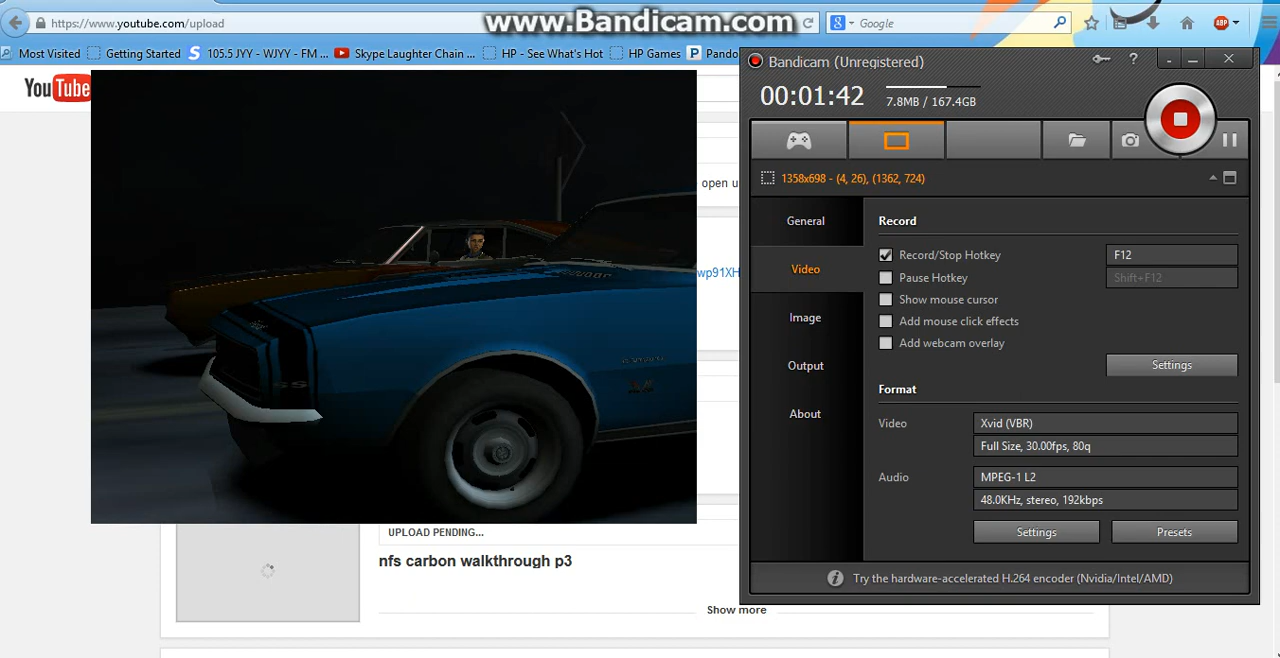 www.Bandicam.com
https://www.youtube.com/upload
Google
Most Visited Getting Started 105.5 JYY - WJYY - FM ... Skype Laughter Chain ... HP - See What's Hot HP Games Pando
YouTube
open u
wp91XH
UPLOAD PENDING...
nfs carbon walkthrough p3
Show more
Bandicam (Unregistered)
00:01:42
7.8MB / 167.4GB
1358x698 - (4, 26), (1362, 724)
General
Video
Image
Output
About
Record
Record/Stop Hotkey F12
Pause Hotkey Shift+F12
Show mouse cursor
Add mouse click effects
Add webcam overlay
Settings
Format
Video Xvid (VBR)
Full Size, 30.00fps, 80q
Audio MPEG-1 L2
48.0KHz, stereo, 192kbps
Settings Presets
Try the hardware-accelerated H.264 encoder (Nvidia/Intel/AMD)